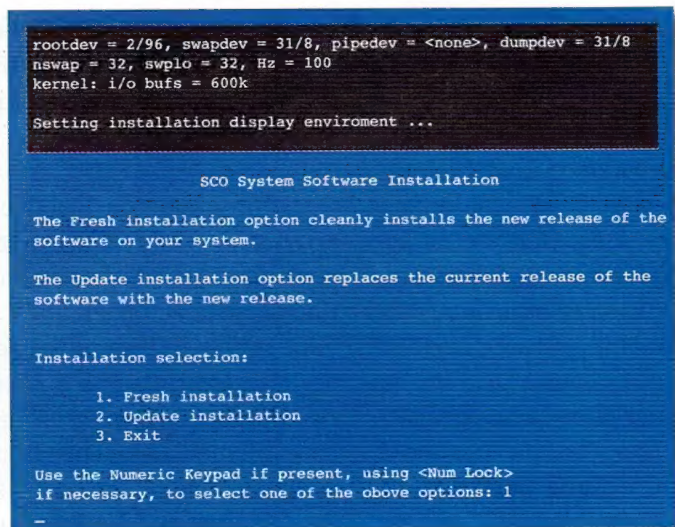 rootdev = 2/96, swapdev = 31/8, pipedev = <none>, dumpdev = 31/8
nswap = 32, swplo = 32, Hz = 100
kernel: i/o bufs = 600k
Setting installation display enviroment ...
SCO System Software Installation
The Fresh installation option cleanly installs the new release of the
software on your system.
The Update installation option replaces the current release of the
software with the new release.
Installation selection:
1. Fresh installation
2. Update installation
3. Exit
Use the Numeric Keypad if present, using <Num Lock>
if necessary, to select one of the obove options: 1
_